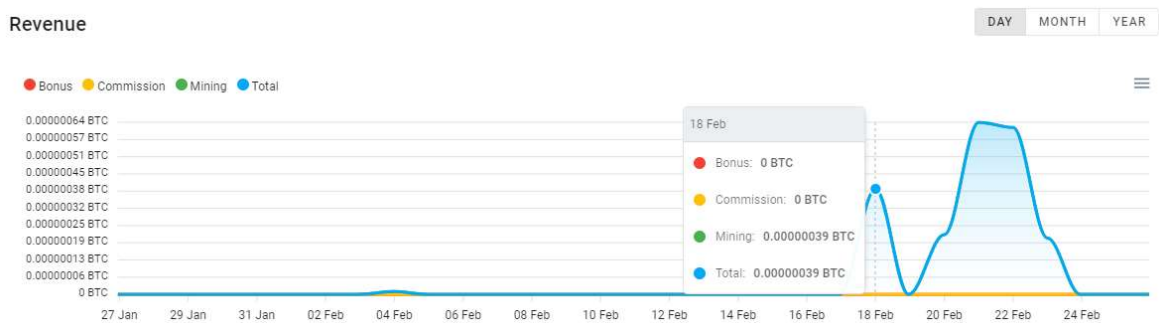 Revenue
DAY MONTH YEAR
Bonus Commission Mining Total
0.00000064 BTC
0.00000057 BTC
0.00000051 BTC
0.00000045 BTC
0.00000038 BTC
0.00000032 BTC
0.00000025 BTC
0.00000019 BTC
0.00000013 BTC
0.00000006 BTC
0 BTC
18 Feb
Bonus: 0 BTC
Commission: 0 BTC
Mining: 0.00000039 BTC
Total: 0.00000039 BTC
27 Jan 29 Jan 31 Jan 02 Feb 04 Feb 06 Feb 08 Feb 10 Feb 12 Feb 14 Feb 16 Feb 18 Feb 20 Feb 22 Feb 24 Feb